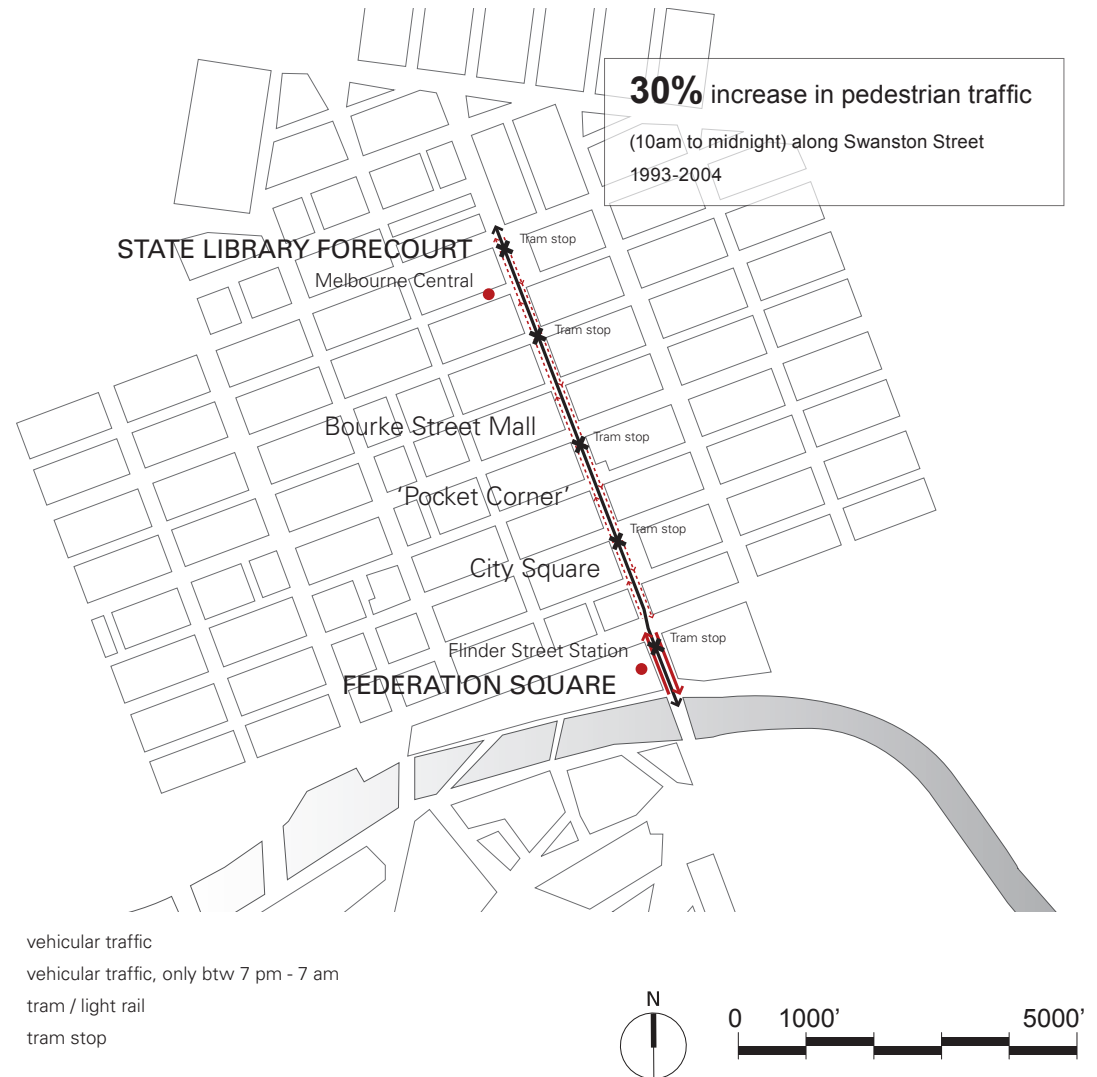 30% increase in pedestrian traffic
(10am to midnight) along Swanston Street
1993-2004
STATE LIBRARY FORECOURT
Tram stop
Melbourne Central
Tram stop
Bourke Street Mall
Tram stop
'Pocket Corner'
Tram stop
City Square
Tram stop
Flinder Street Station
FEDERATION SQUARE
vehicular traffic
vehicular traffic, only btw 7 pm - 7 am
tram / light rail
tram stop
N
0 1000' 5000'